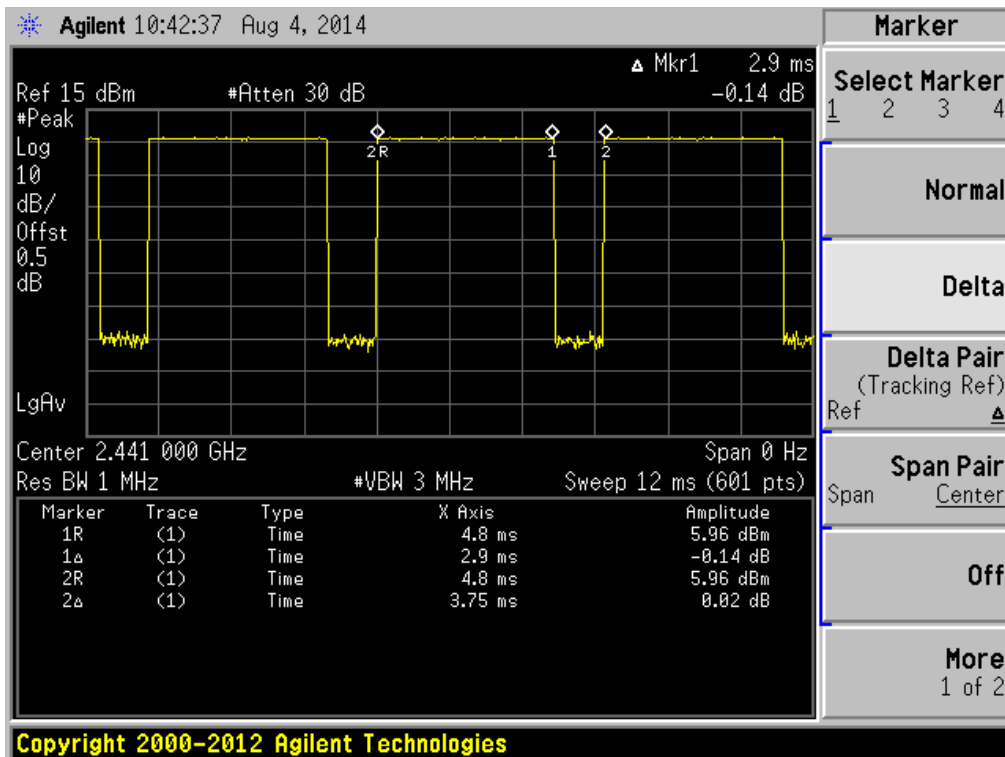 Agilent 10:42:37 Aug 4, 2014
Δ Mkr1 2.9 ms
Ref 15 dBm #Atten 30 dB -0.14 dB
#Peak
Log
10
dB/
Offst
0.5
dB
2R 1 2
LgAv
Center 2.441 000 GHz Span 0 Hz
Res BW 1 MHz #VBW 3 MHz Sweep 12 ms (601 pts)
Marker Trace Type X Axis Amplitude
1R (1) Time 4.8 ms 5.96 dBm
1Δ (1) Time 2.9 ms -0.14 dB
2R (1) Time 4.8 ms 5.96 dBm
2Δ (1) Time 3.75 ms 0.02 dB
Marker
Select Marker
1 2 3 4
Normal
Delta
Delta Pair
(Tracking Ref)
Ref Δ
Span Pair
Span Center
Off
More
1 of 2
Copyright 2000-2012 Agilent Technologies